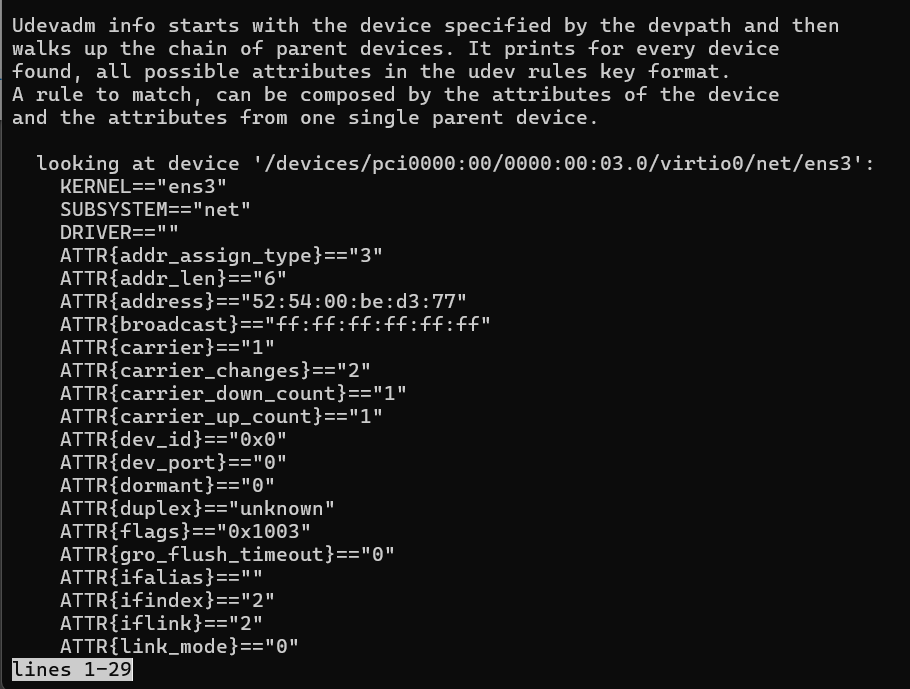 Udevadm info starts with the device specified by the devpath and then
walks up the chain of parent devices. It prints for every device
found, all possible attributes in the udev rules key format.
A rule to match, can be composed by the attributes of the device
and the attributes from one single parent device.

  looking at device '/devices/pci0000:00/0000:00:03.0/virtio0/net/ens3':
    KERNEL=="ens3"
    SUBSYSTEM=="net"
    DRIVER==""
    ATTR{addr_assign_type}=="3"
    ATTR{addr_len}=="6"
    ATTR{address}=="52:54:00:be:d3:77"
    ATTR{broadcast}=="ff:ff:ff:ff:ff:ff"
    ATTR{carrier}=="1"
    ATTR{carrier_changes}=="2"
    ATTR{carrier_down_count}=="1"
    ATTR{carrier_up_count}=="1"
    ATTR{dev_id}=="0x0"
    ATTR{dev_port}=="0"
    ATTR{dormant}=="0"
    ATTR{duplex}=="unknown"
    ATTR{flags}=="0x1003"
    ATTR{gro_flush_timeout}=="0"
    ATTR{ifalias}==""
    ATTR{ifindex}=="2"
    ATTR{iflink}=="2"
    ATTR{link_mode}=="0"
lines 1-29